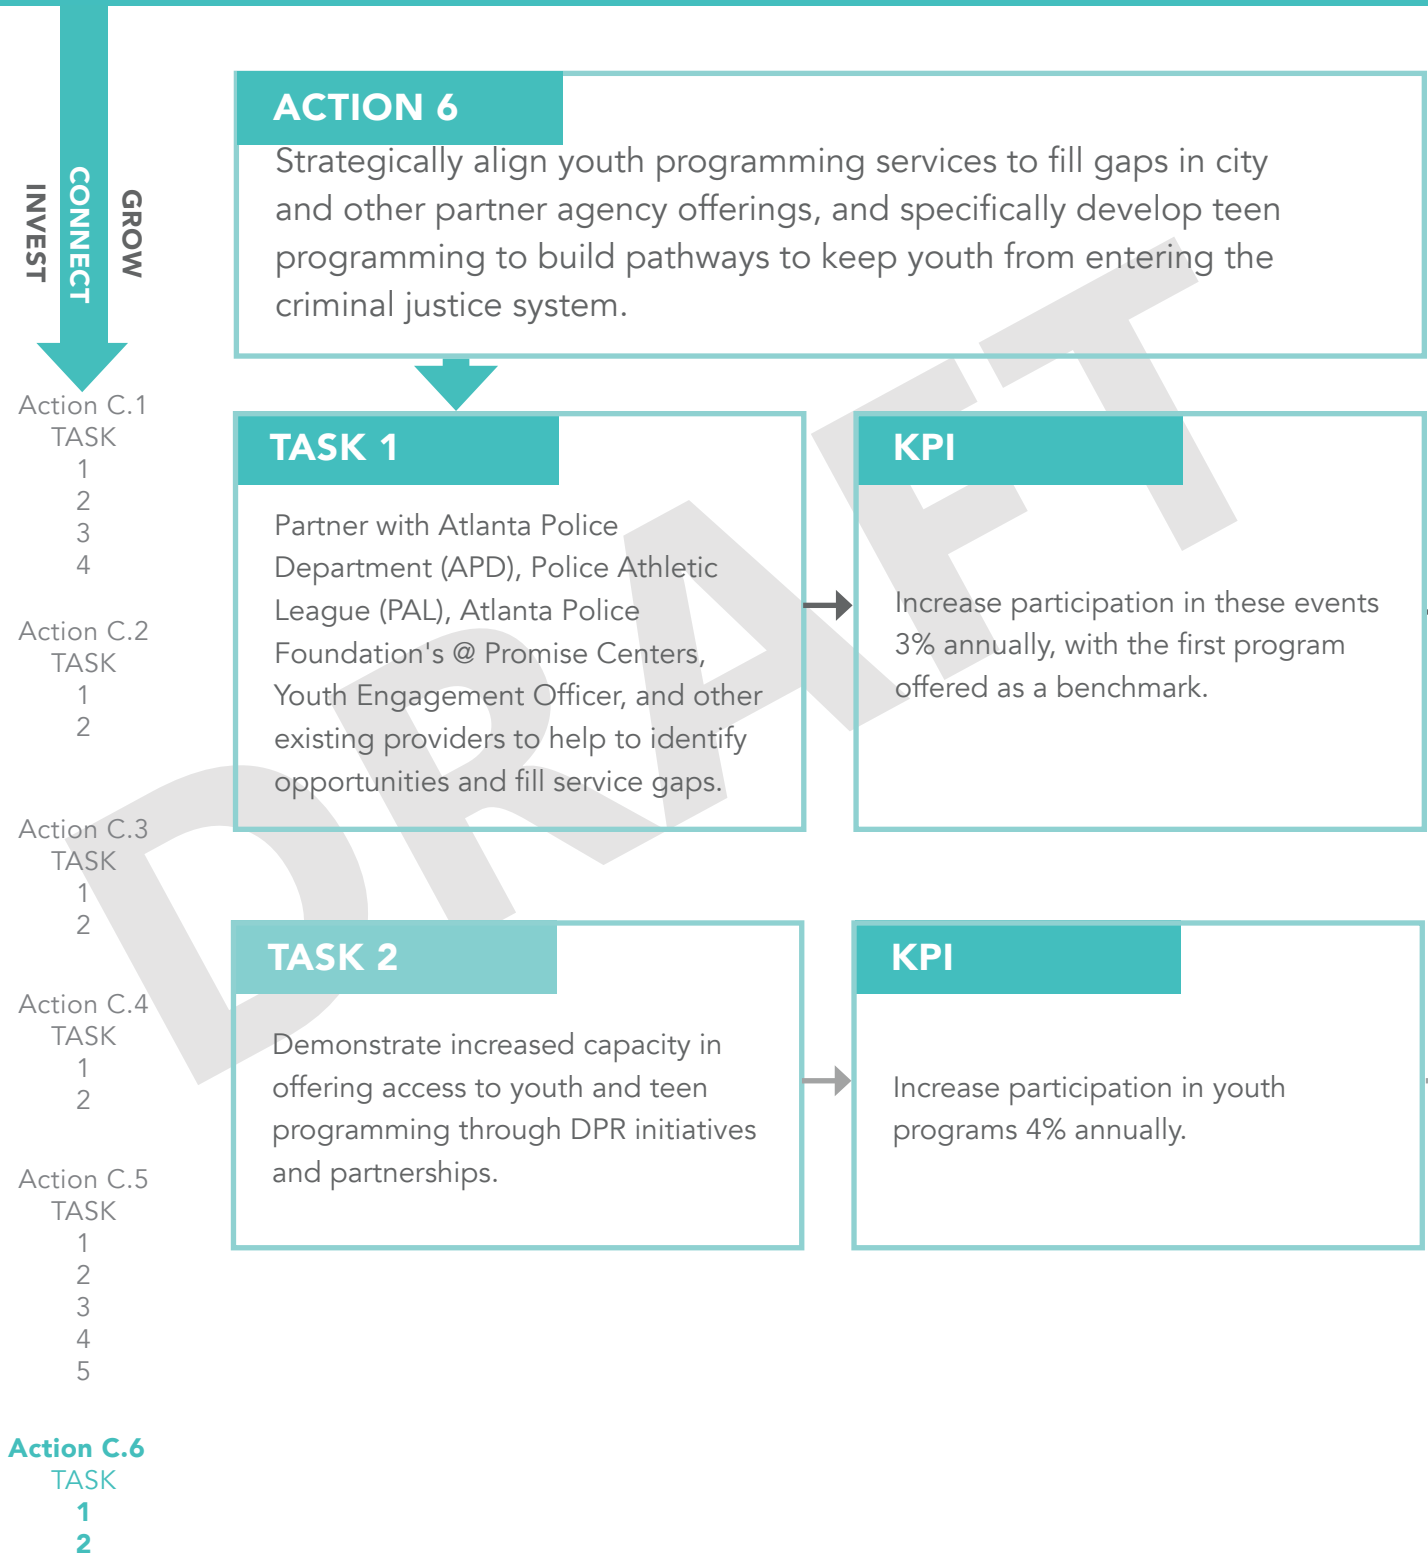 INVEST
CONNECT
GROW
Action C.1
TASK
1
2
3
4
Action C.2
TASK
1
2
Action C.3
TASK
1
2
Action C.4
TASK
1
2
Action C.5
TASK
1
2
3
4
5
Action C.6
TASK
1
2
ACTION 6
Strategically align youth programming services to fill gaps in city
and other partner agency offerings, and specifically develop teen
programming to build pathways to keep youth from entering the
criminal justice system.
TASK 1
Partner with Atlanta Police
Department (APD), Police Athletic
League (PAL), Atlanta Police
Foundation's @ Promise Centers,
Youth Engagement Officer, and other
existing providers to help to identify
opportunities and fill service gaps.
KPI
Increase participation in these events
3% annually, with the first program
offered as a benchmark.
TASK 2
Demonstrate increased capacity in
offering access to youth and teen
programming through DPR initiatives
and partnerships.
KPI
Increase participation in youth
programs 4% annually.
DRAFT